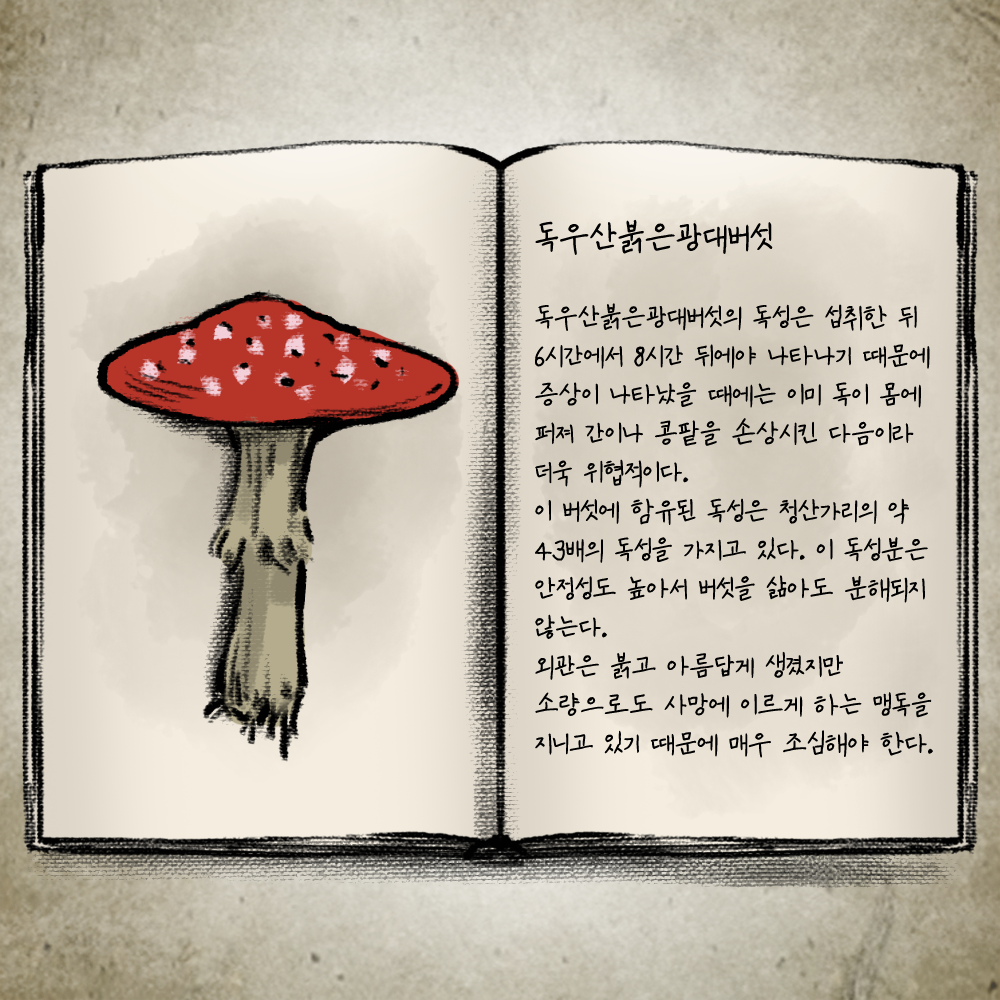 독우산붉은광대버섯
독우산붉은광대버섯의 독성은 섭취한 뒤
6시간에서 8시간 뒤에야 나타나기 때문에
증상이 나타났을 때에는 이미 독이 몸에
퍼져 간이나 콩팥을 손상시킨 다음이라
더욱 위협적이다.
이 버섯에 함유된 독성은 청산가리의 약
43배의 독성을 가지고 있다. 이 독성분은
안정성도 높아서 버섯을 삶아도 분해되지
않는다.
외관은 붉고 아름답게 생겼지만
소량으로도 사망에 이르게 하는 맹독을
지니고 있기 때문에 매우 조심해야 한다.